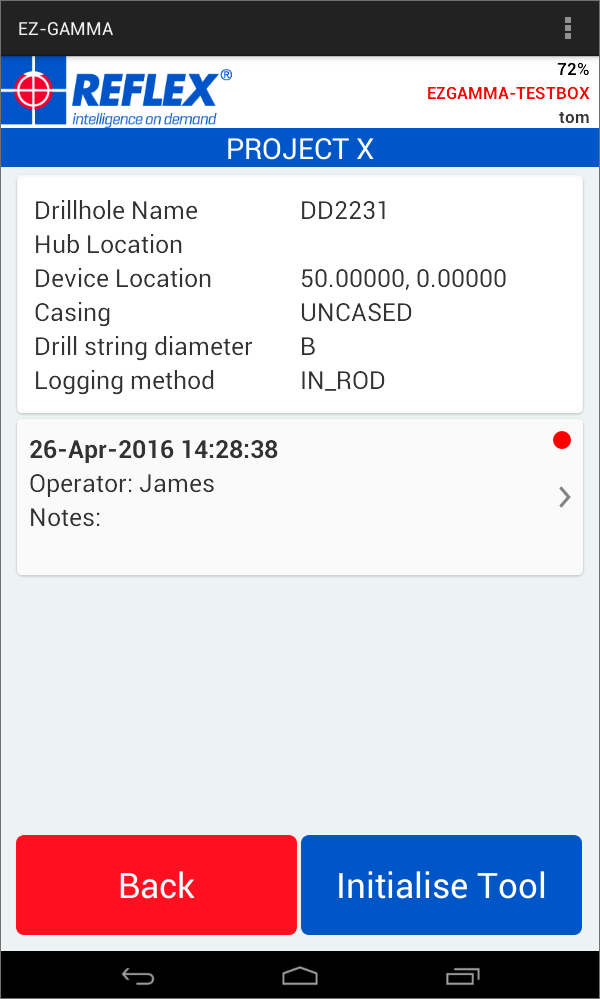 EZ-GAMMA
REFLEX®
intelligence on demand
72%
EZGAMMA-TESTBOX
tom
PROJECT X
Drillhole Name DD2231
Hub Location
Device Location 50.00000, 0.00000
Casing UNCASED
Drill string diameter B
Logging method IN_ROD
26-Apr-2016 14:28:38
Operator: James
Notes:
Back
Initialise Tool